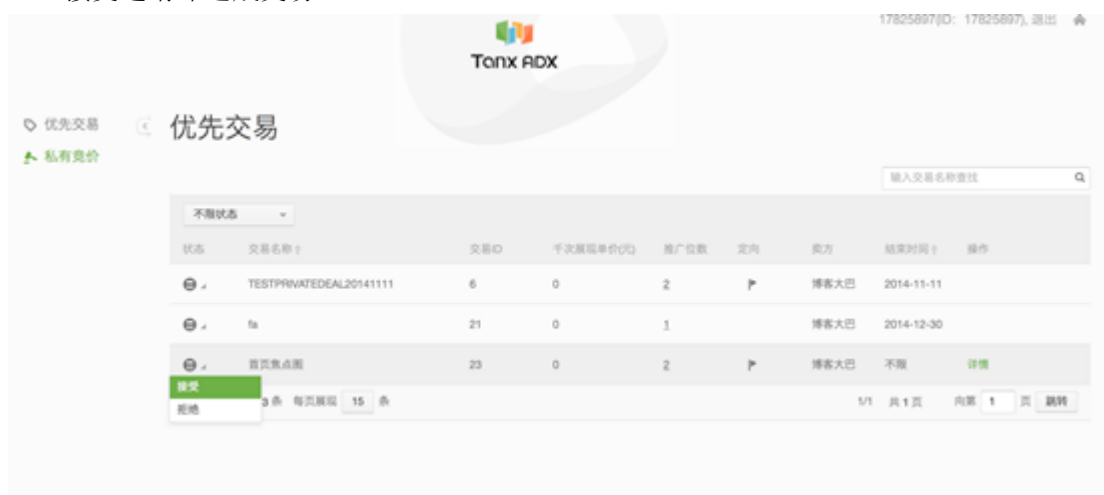 17825897(ID: 17825897), 退出
Tanx ADX
优先交易
优先交易
私有竞价
输入交易名称查找
不限状态
状态 交易名称 交易ID 千次展现单价(元) 推广位数 定向 卖方 结束时间 操作
TESTPRIVATEDEAL20141111 6 0 2 博客大巴 2014-11-11
fa 21 0 1 博客大巴 2014-12-30
首页焦点图 23 0 2 博客大巴 不限 详情
接受
3 条 每页展现 15 条 1/1 共 1 页 向第 1 页 跳转
拒绝